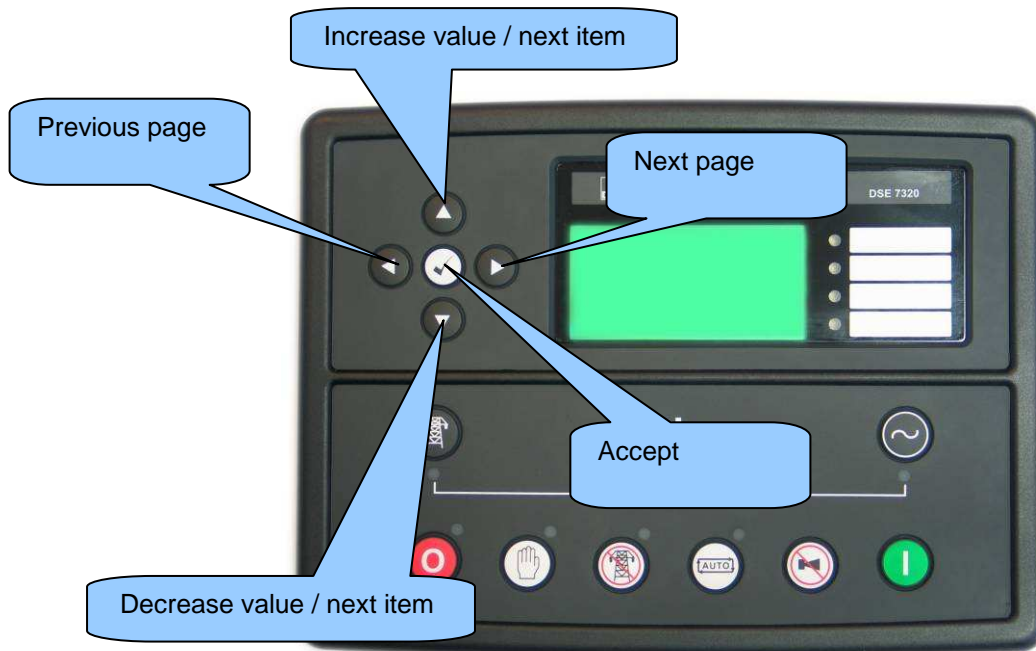 Increase value / next item
Previous page
Next page
DSE 7320
Accept
O
AUTO
I
Decrease value / next item